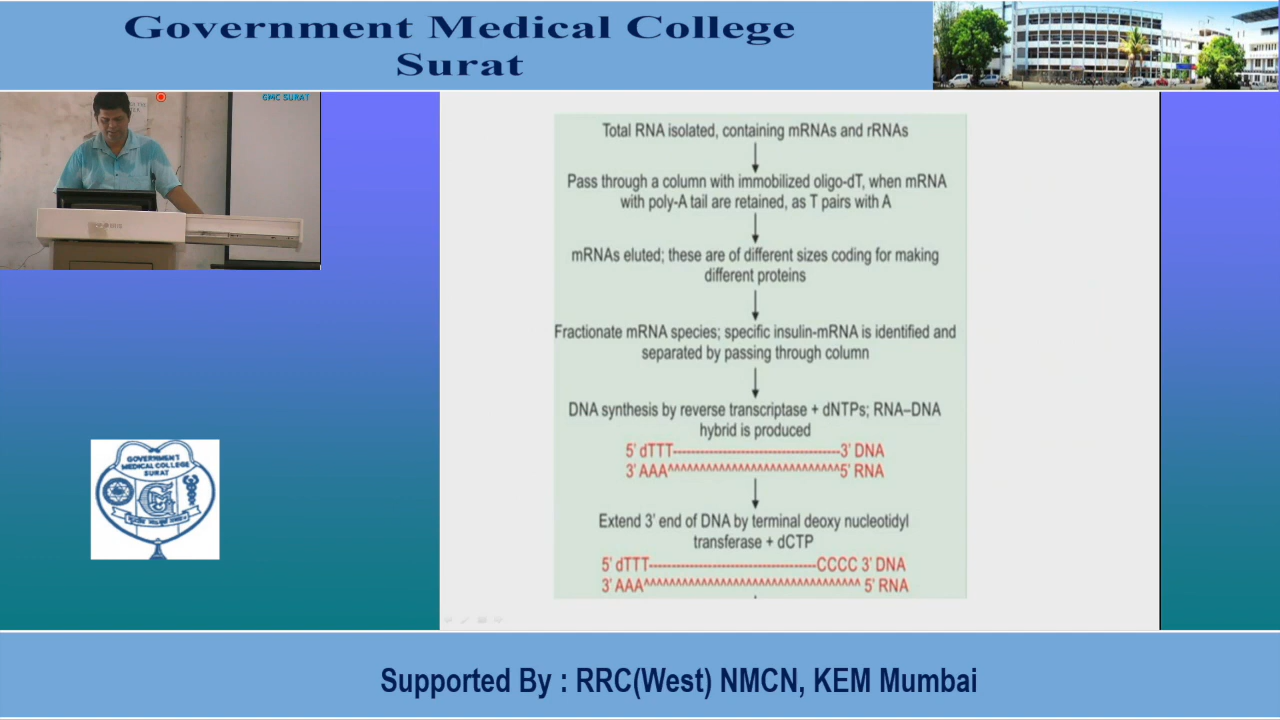 Government Medical College
Surat
GMC SURAT
Total RNA isolated, containing mRNAs and rRNAs
Pass through a column with immobilized oligo-dT, when mRNA
with poly-A tail are retained, as T pairs with A
mRNAs eluted; these are of different sizes coding for making
different proteins
Fractionate mRNA species; specific insulin-mRNA is identified and
separated by passing through column
DNA synthesis by reverse transcriptase + dNTPs; RNA–DNA
hybrid is produced
5' dTTT-------------------------------------3' DNA
3' AAA^^^^^^^^^^^^^^^^^^^^^^^^^^^5' RNA
Extend 3' end of DNA by terminal deoxy nucleotidyl
transferase + dCTP
5' dTTT-------------------------------------CCCC 3' DNA
3' AAA^^^^^^^^^^^^^^^^^^^^^^^^^^^^^^^^^^ 5' RNA
GOVERNMENT
MEDICAL COLLEGE
SURAT
Supported By : RRC(West) NMCN, KEM Mumbai